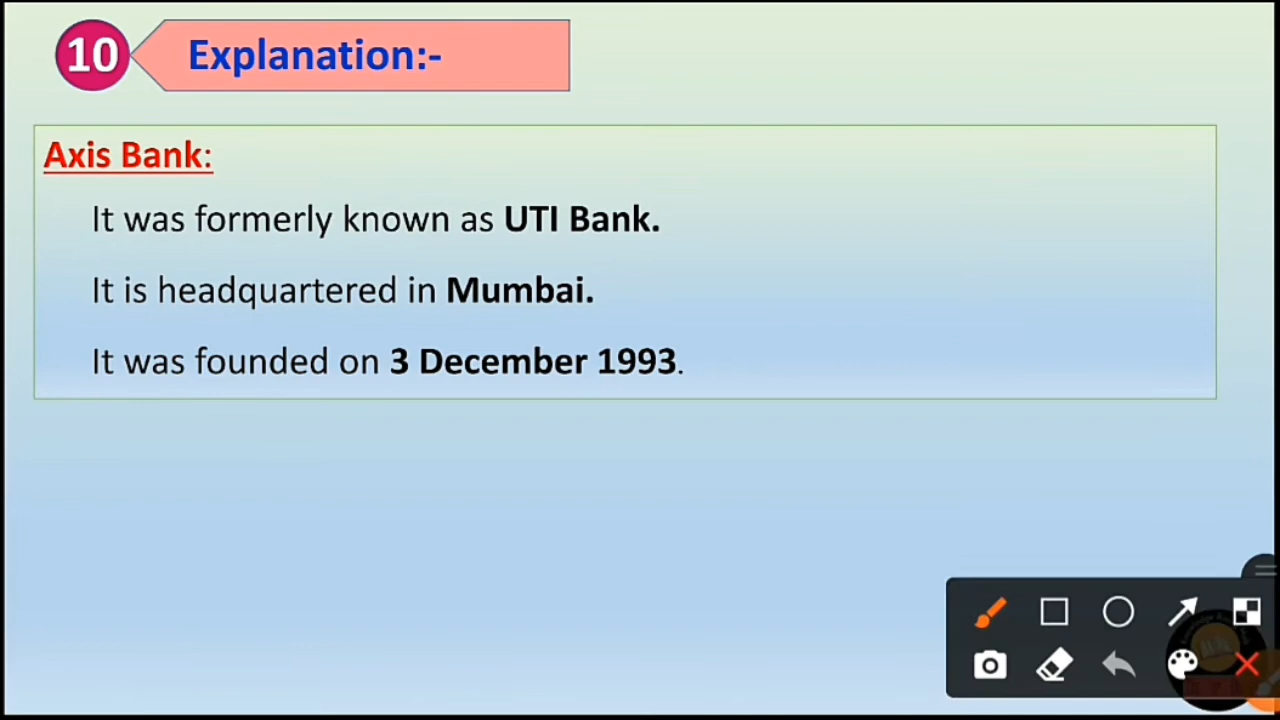 10 Explanation:-
Axis Bank:
It was formerly known as UTI Bank.
It is headquartered in Mumbai.
It was founded on 3 December 1993.